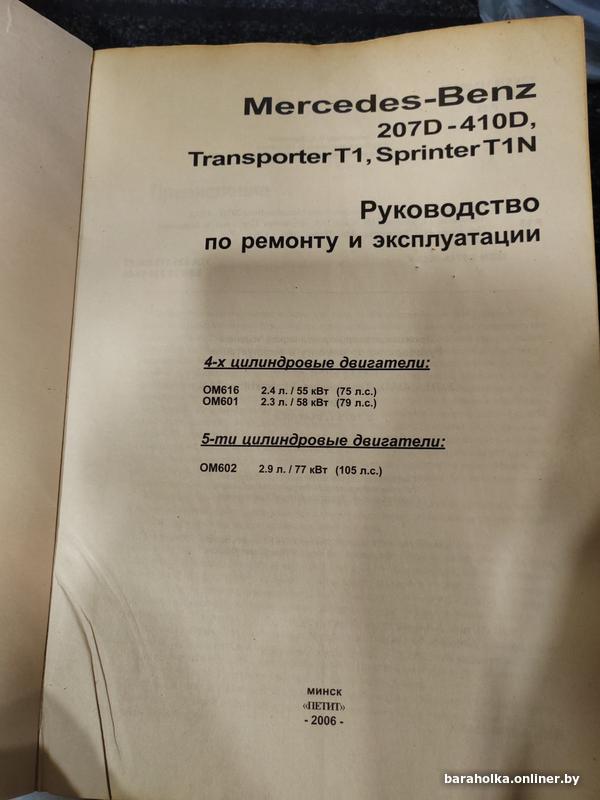 Mercedes-Benz
207D - 410D,
Transporter T1, Sprinter T1N
Руководство
по ремонту и эксплуатации
4-х цилиндровые двигатели:
OM616 2.4 л. / 55 кВт (75 л.с.)
OM601 2.3 л. / 58 кВт (79 л.с.)
5-ти цилиндровые двигатели:
OM602 2.9 л. / 77 кВт (105 л.с.)
МИНСК
«ПЕТИТ»
- 2006 -
baraholka.onliner.by